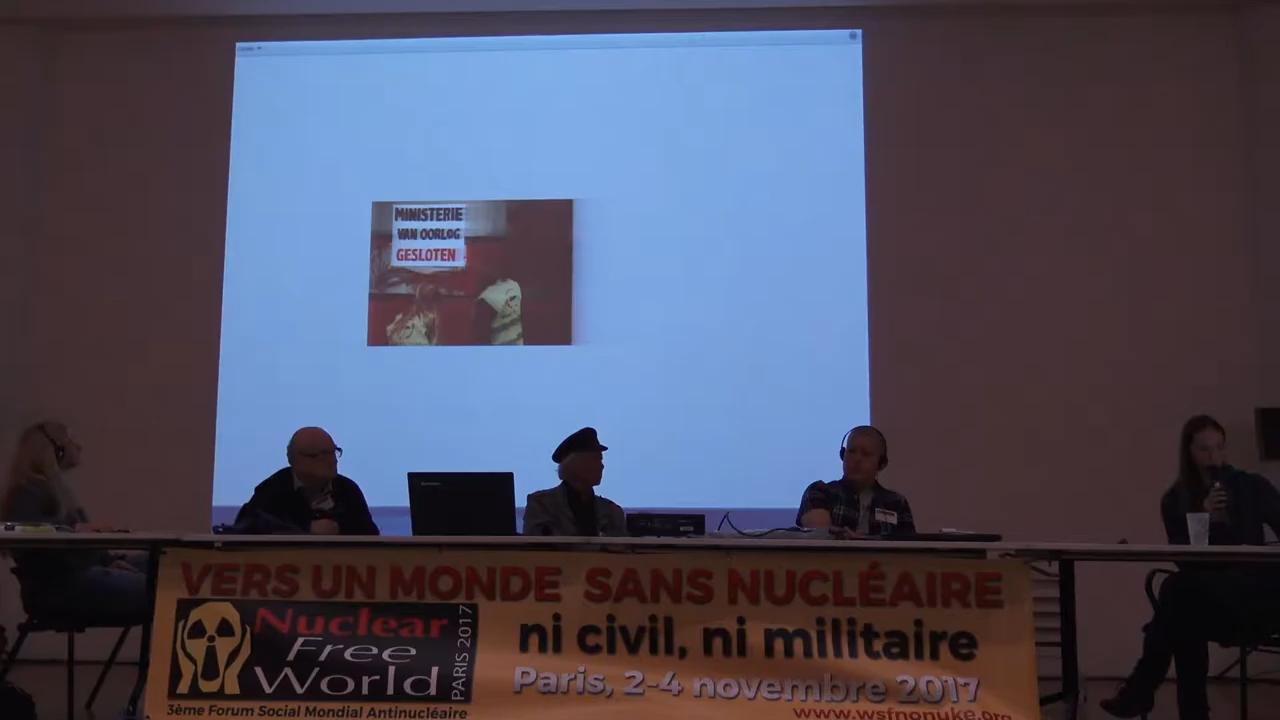 MINISTERIE
VAN OORLOG
GESLOTEN
VERS UN MONDE SANS NUCLÉAIRE
Nuclear
Free
World
PARIS 2017
ni civil, ni militaire
Paris, 2-4 novembre 2017
3ème Forum Social Mondial Antinucléaire
www.wsfnonuke.org